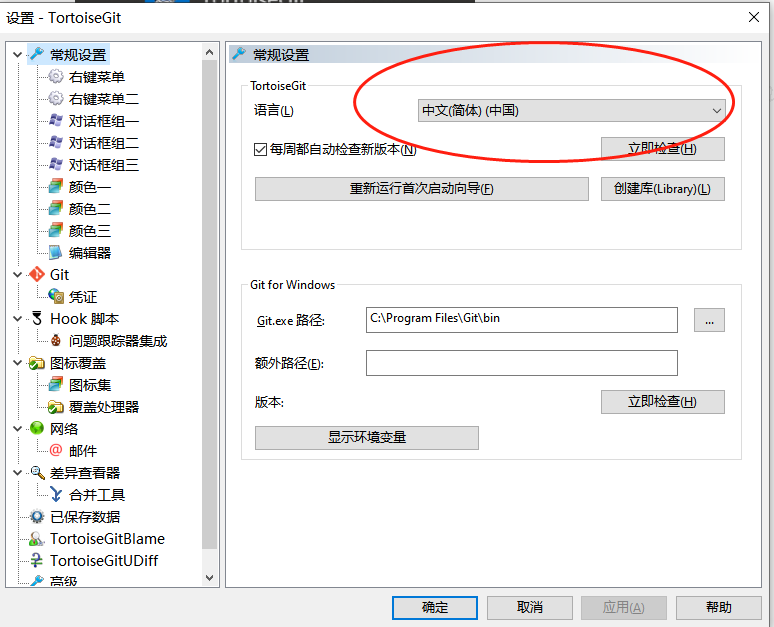 设置 - TortoiseGit
常规设置
右键菜单
右键菜单二
对话框组一
对话框组二
对话框组三
颜色一
颜色二
颜色三
编辑器
Git
凭证
Hook 脚本
问题跟踪器集成
图标覆盖
图标集
覆盖处理器
网络
邮件
差异查看器
合并工具
已保存数据
TortoiseGitBlame
TortoiseGitUDiff
高级
常规设置
TortoiseGit
语言(L)
中文(简体) (中国)
每周都自动检查新版本(N)
立即检查(H)
重新运行首次启动向导(F)
创建库(Library)(L)
Git for Windows
Git.exe 路径:
C:\Program Files\Git\bin
...
额外路径(E):
版本:
立即检查(H)
显示环境变量
确定
取消
应用(A)
帮助